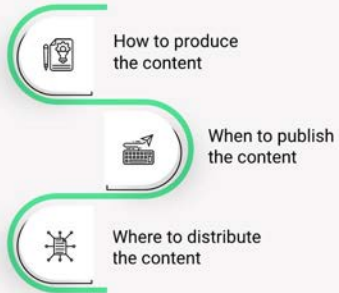 How to produce
the content
When to publish
the content
Where to distribute
the content